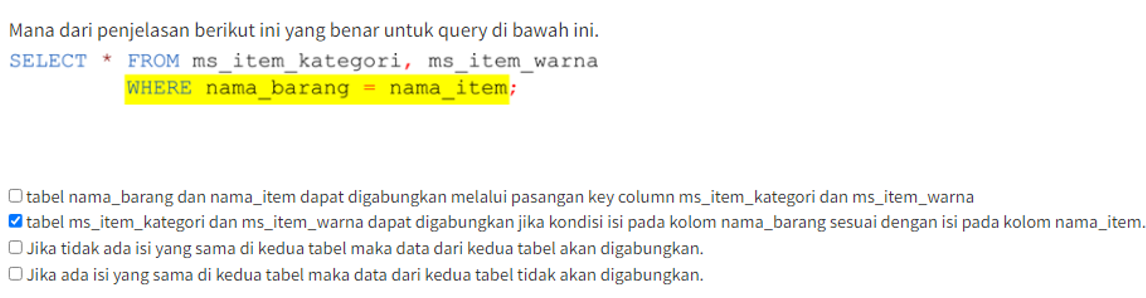 Mana dari penjelasan berikut ini yang benar untuk query di bawah ini.
SELECT * FROM ms_item_kategori, ms_item_warna
WHERE nama_barang = nama_item;
tabel nama_barang dan nama_item dapat digabungkan melalui pasangan key column ms_item_kategori dan ms_item_warna
tabel ms_item_kategori dan ms_item_warna dapat digabungkan jika kondisi isi pada kolom nama_barang sesuai dengan isi pada kolom nama_item.
Jika tidak ada isi yang sama di kedua tabel maka data dari kedua tabel akan digabungkan.
Jika ada isi yang sama di kedua tabel maka data dari kedua tabel tidak akan digabungkan.